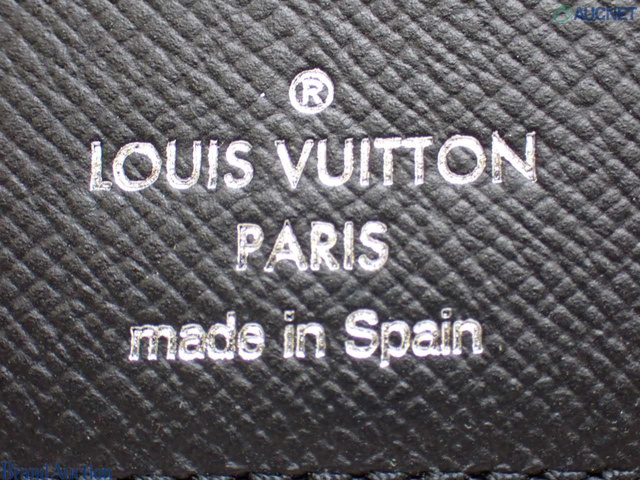 AUCNET
®
LOUIS VUITTON
PARIS
made in Spain
Brand Auction